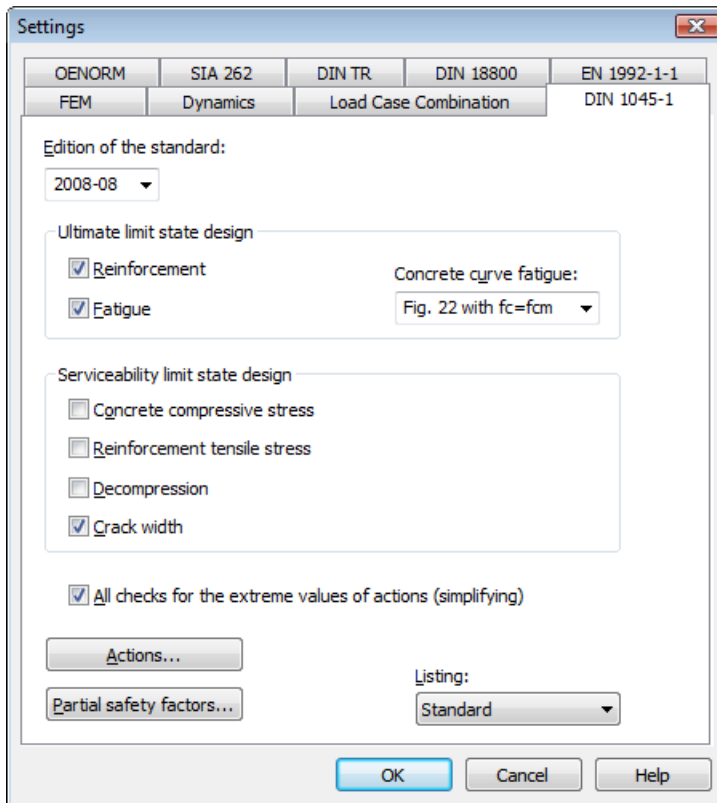 Settings
OENORM SIA 262 DIN TR DIN 18800 EN 1992-1-1
FEM Dynamics Load Case Combination DIN 1045-1
Edition of the standard:
2008-08
Ultimate limit state design
Reinforcement
Concrete curve fatigue:
Fatigue
Fig. 22 with fc=fcm
Serviceability limit state design
Concrete compressive stress
Reinforcement tensile stress
Decompression
Crack width
All checks for the extreme values of actions (simplifying)
Actions...
Listing:
Partial safety factors...
Standard
OK Cancel Help